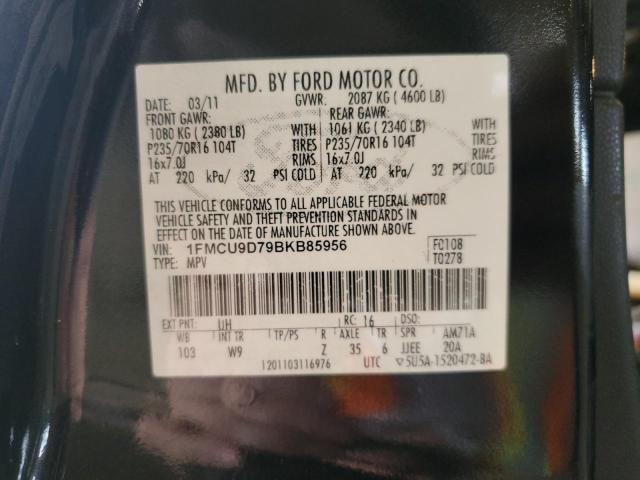 MFD. BY FORD MOTOR CO.
DATE: 03/11 GVWR: 2087 KG ( 4600 LB)
FRONT GAWR: REAR GAWR:
1080 KG ( 2380 LB) WITH 1061 KG ( 2340 LB) WITH
P235/70R16 104T TIRES P235/70R16 104T TIRES
16x7.0J RIMS 16x7.0J RIMS
AT 220 kPa/ 32 PSI COLD AT 220 kPa/ 32 PSI COLD
THIS VEHICLE CONFORMS TO ALL APPLICABLE FEDERAL MOTOR
VEHICLE SAFETY AND THEFT PREVENTION STANDARDS IN
EFFECT ON THE DATE OF MANUFACTURE SHOWN ABOVE.
VIN: 1FMCU9D79BKB85956 FC108
TYPE: MPV T0278
EXT PNT: UH RC: 16 DSO:
WB INT TR TP/PS R AXLE TR SPR AM71A
103 W9 Z 35 6 JJEE 20A
1201103116976 UTC ▽5U5A-1520472-BA